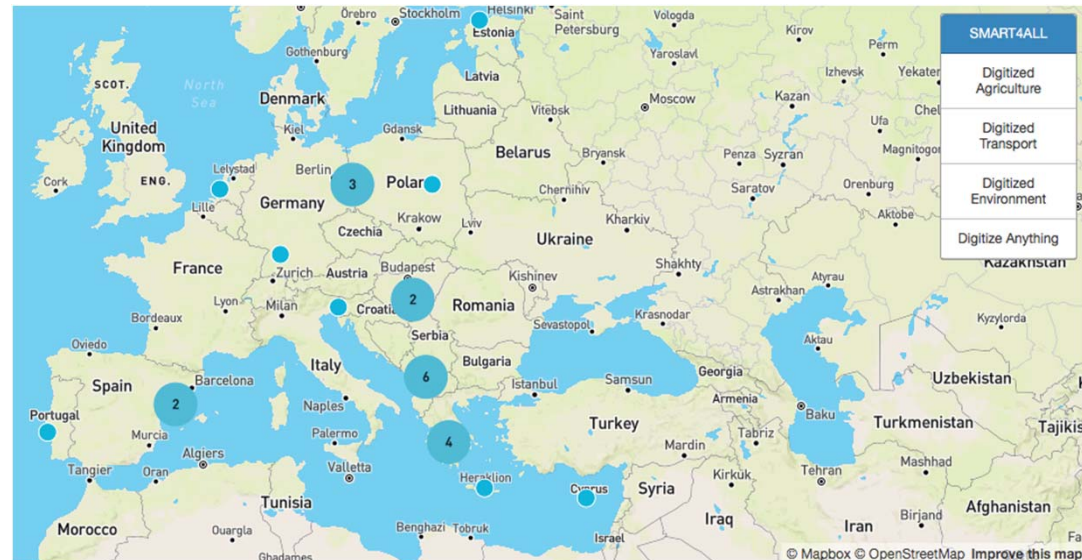 Örebro
Stockholm
Helsinki
Saint
Petersburg
Vologda
Kirov
Perm
SMART4ALL
Gothenburg
Estonia
Yaroslavl
Izhevsk
Yekater
Digitized
Agriculture
SCOT.
North
Sea
Denmark
Latvia
Lithuania
Vitebsk
Moscow
Kazan
Ufa
Chel
United
Kingdom
Kiel
Gdansk
Digitized
Transport
Cork
ENG.
Lelystad
Berlin
3
Polan
Belarus
Bryansk
Penza
Syzran
Magnitogor
Lille
Germany
Chernihiv
Saratov
Orenburg
Digitized
Environment
Czechia
Krakow
Lviv
Kharkiv
Aktobe
Ukraine
Digitize Anything
France
Zurich
Austria
Budapest
Kishinev
Shakhty
Kazakhstan
Lyon
Milan
2
Romania
Atyrau
Astrakhan
Bordeaux
Croatia
Serbia
Sevastopol
Krasnodar
Kyzylorda
Oviedo
Aktau
Italy
Bulgaria
Spain
Barcelona
6
Georgia
Uzbekistan
2
Naples
Istanbul
Samsun
Armenia
Portugal
Baku
Turkmenistan
Murcia
Palermo
4
Turkey
Tajikis
Algiers
Mardin
Tabriz
Tangier
Oran
Valletta
Heraklion
Cyprus
Kirkuk
Tehran
Mashhad
Tunisia
Syria
Afghanistan
Morocco
Ouargla
Benghazi
Tobruk
Iraq
Iran
Birjand
Israel
Ghadames
© Mapbox © OpenStreetMap Improve this map